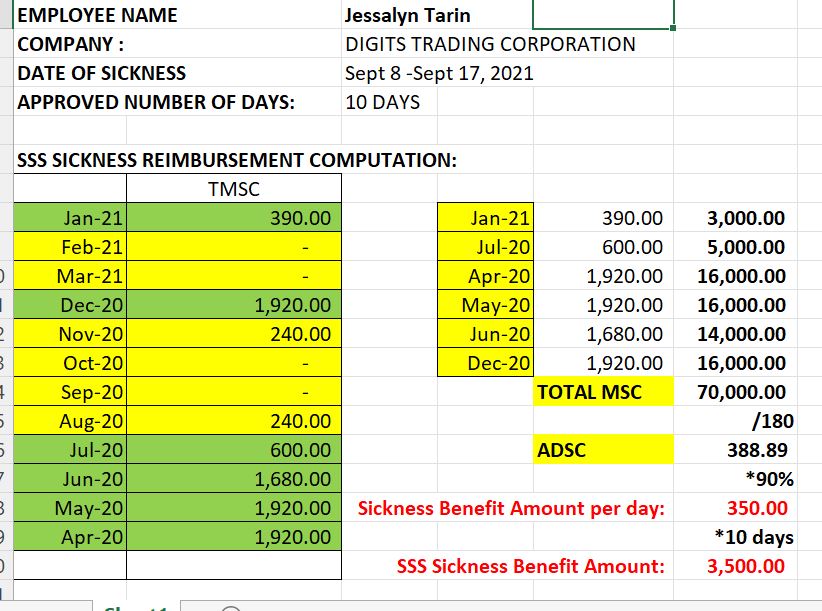 EMPLOYEE NAME Jessalyn Tarin
COMPANY : DIGITS TRADING CORPORATION
DATE OF SICKNESS Sept 8 -Sept 17, 2021
APPROVED NUMBER OF DAYS: 10 DAYS
SSS SICKNESS REIMBURSEMENT COMPUTATION:
TMSC
Jan-21 390.00 Jan-21 390.00 3,000.00
Feb-21 - Jul-20 600.00 5,000.00
Mar-21 - Apr-20 1,920.00 16,000.00
Dec-20 1,920.00 May-20 1,920.00 16,000.00
Nov-20 240.00 Jun-20 1,680.00 14,000.00
Oct-20 - Dec-20 1,920.00 16,000.00
Sep-20 - TOTAL MSC 70,000.00
Aug-20 240.00 /180
Jul-20 600.00 ADSC 388.89
Jun-20 1,680.00 *90%
May-20 1,920.00 Sickness Benefit Amount per day: 350.00
Apr-20 1,920.00 *10 days
SSS Sickness Benefit Amount: 3,500.00